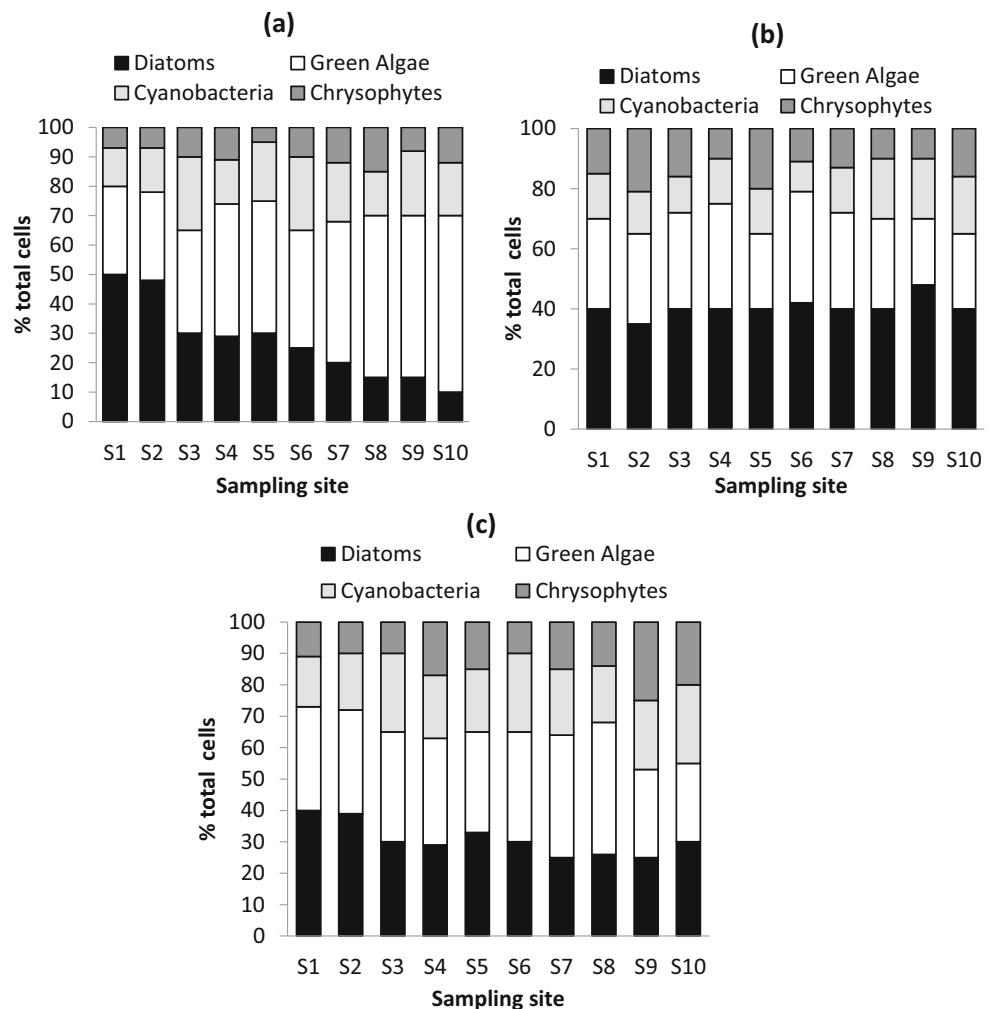 (a)
Diatoms Green Algae
Cyanobacteria Chrysophytes
100
90
80
70
60
50
40
30
20
10
0
% total cells
S1 S2 S3 S4 S5 S6 S7 S8 S9 S10
Sampling site
(b)
Diatoms Green Algae
Cyanobacteria Chrysophytes
100
80
60
40
20
0
% total cells
S1 S2 S3 S4 S5 S6 S7 S8 S9 S10
Sampling site
(c)
Diatoms Green Algae
Cyanobacteria Chrysophytes
100
90
80
70
60
50
40
30
20
10
0
% total cells
S1 S2 S3 S4 S5 S6 S7 S8 S9 S10
Sampling site